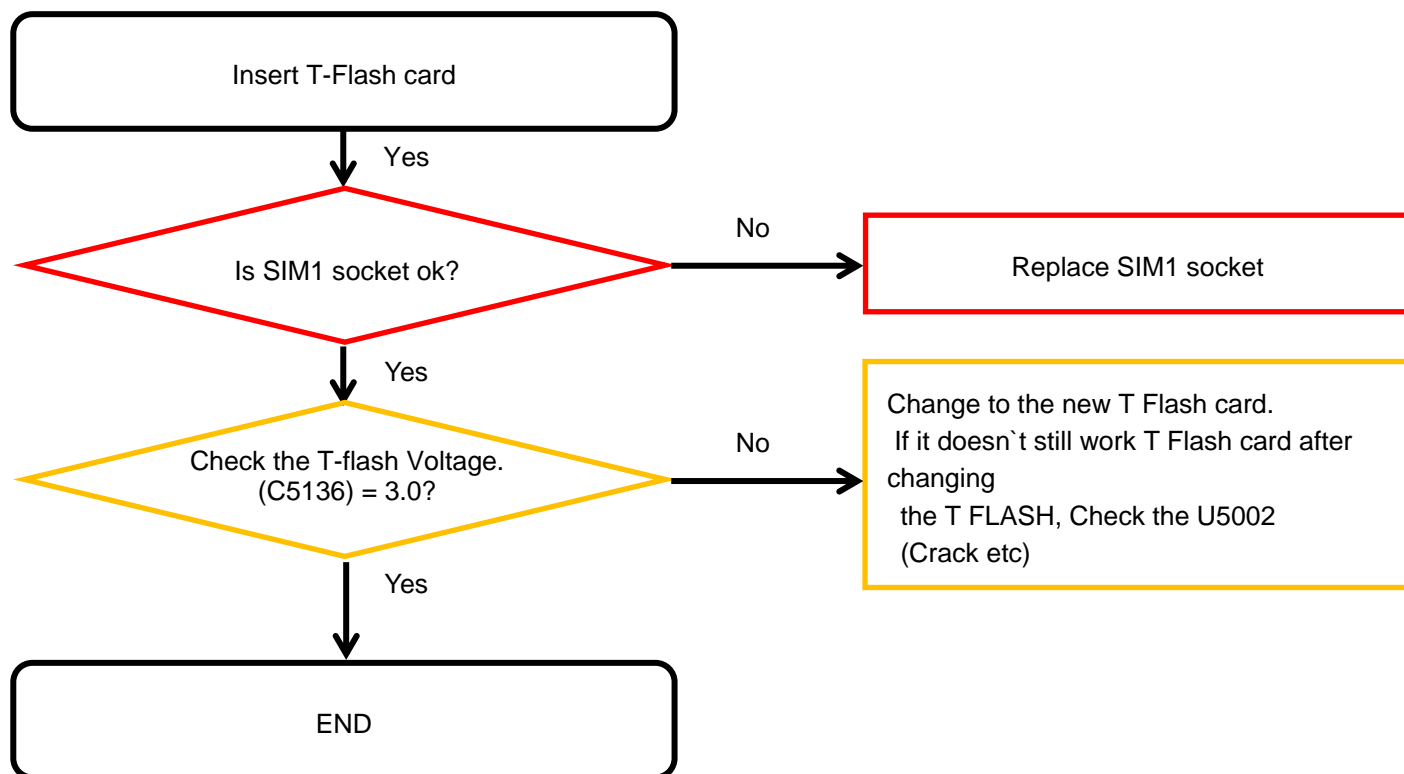 Insert T-Flash card
Yes
Is SIM1 socket ok?
No
Replace SIM1 socket
Yes
Check the T-flash Voltage.
(C5136) = 3.0?
No
Change to the new T Flash card.
If it doesn`t still work T Flash card after
changing
the T FLASH, Check the U5002
(Crack etc)
Yes
END